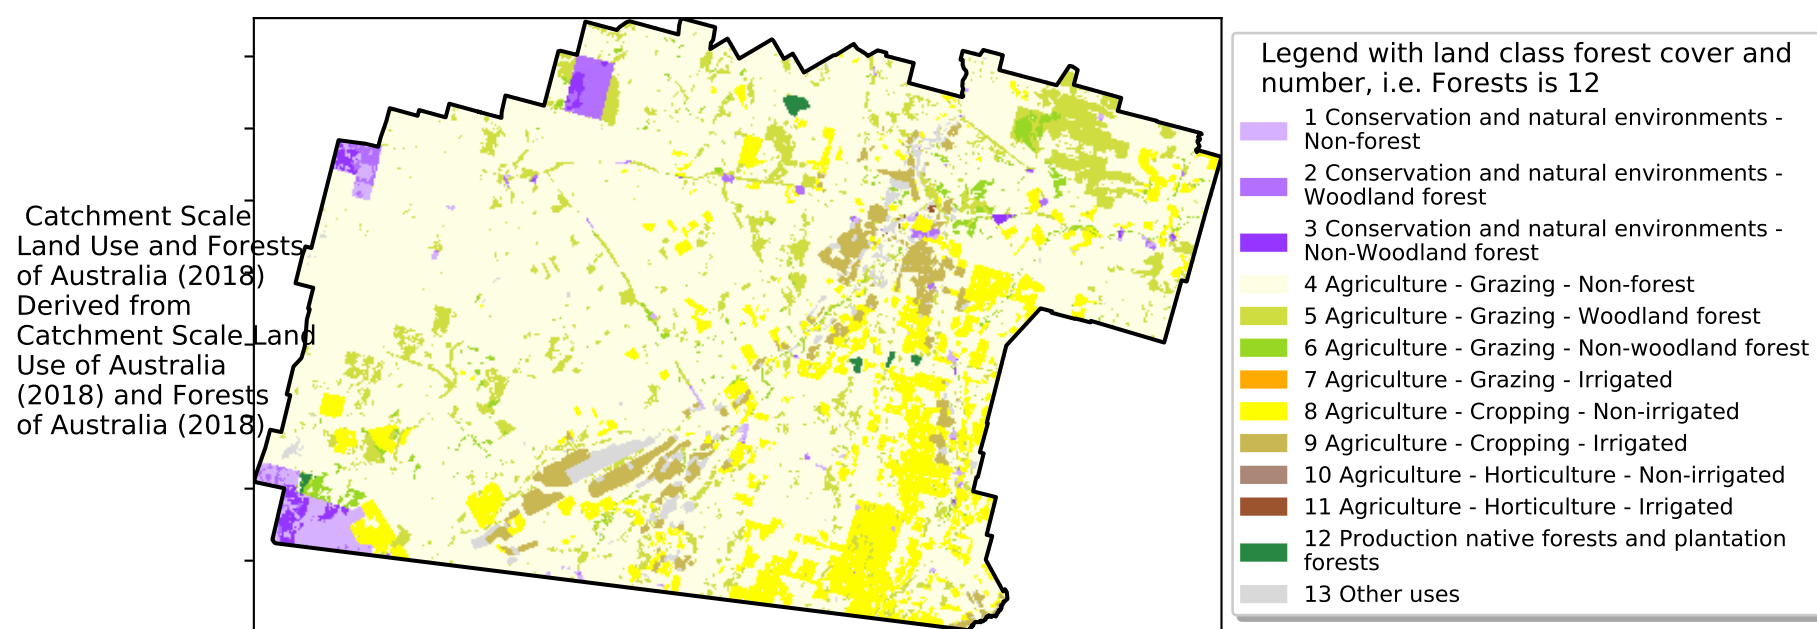 Catchment Scale
Land Use and Forests
of Australia (2018)
Derived from
Catchment Scale Land
Use of Australia
(2018) and Forests
of Australia (2018)
Legend with land class forest cover and
number, i.e. Forests is 12
1 Conservation and natural environments -
Non-forest
2 Conservation and natural environments -
Woodland forest
3 Conservation and natural environments -
Non-Woodland forest
4 Agriculture - Grazing - Non-forest
5 Agriculture - Grazing - Woodland forest
6 Agriculture - Grazing - Non-woodland forest
7 Agriculture - Grazing - Irrigated
8 Agriculture - Cropping - Non-irrigated
9 Agriculture - Cropping - Irrigated
10 Agriculture - Horticulture - Non-irrigated
11 Agriculture - Horticulture - Irrigated
12 Production native forests and plantation
forests
13 Other uses